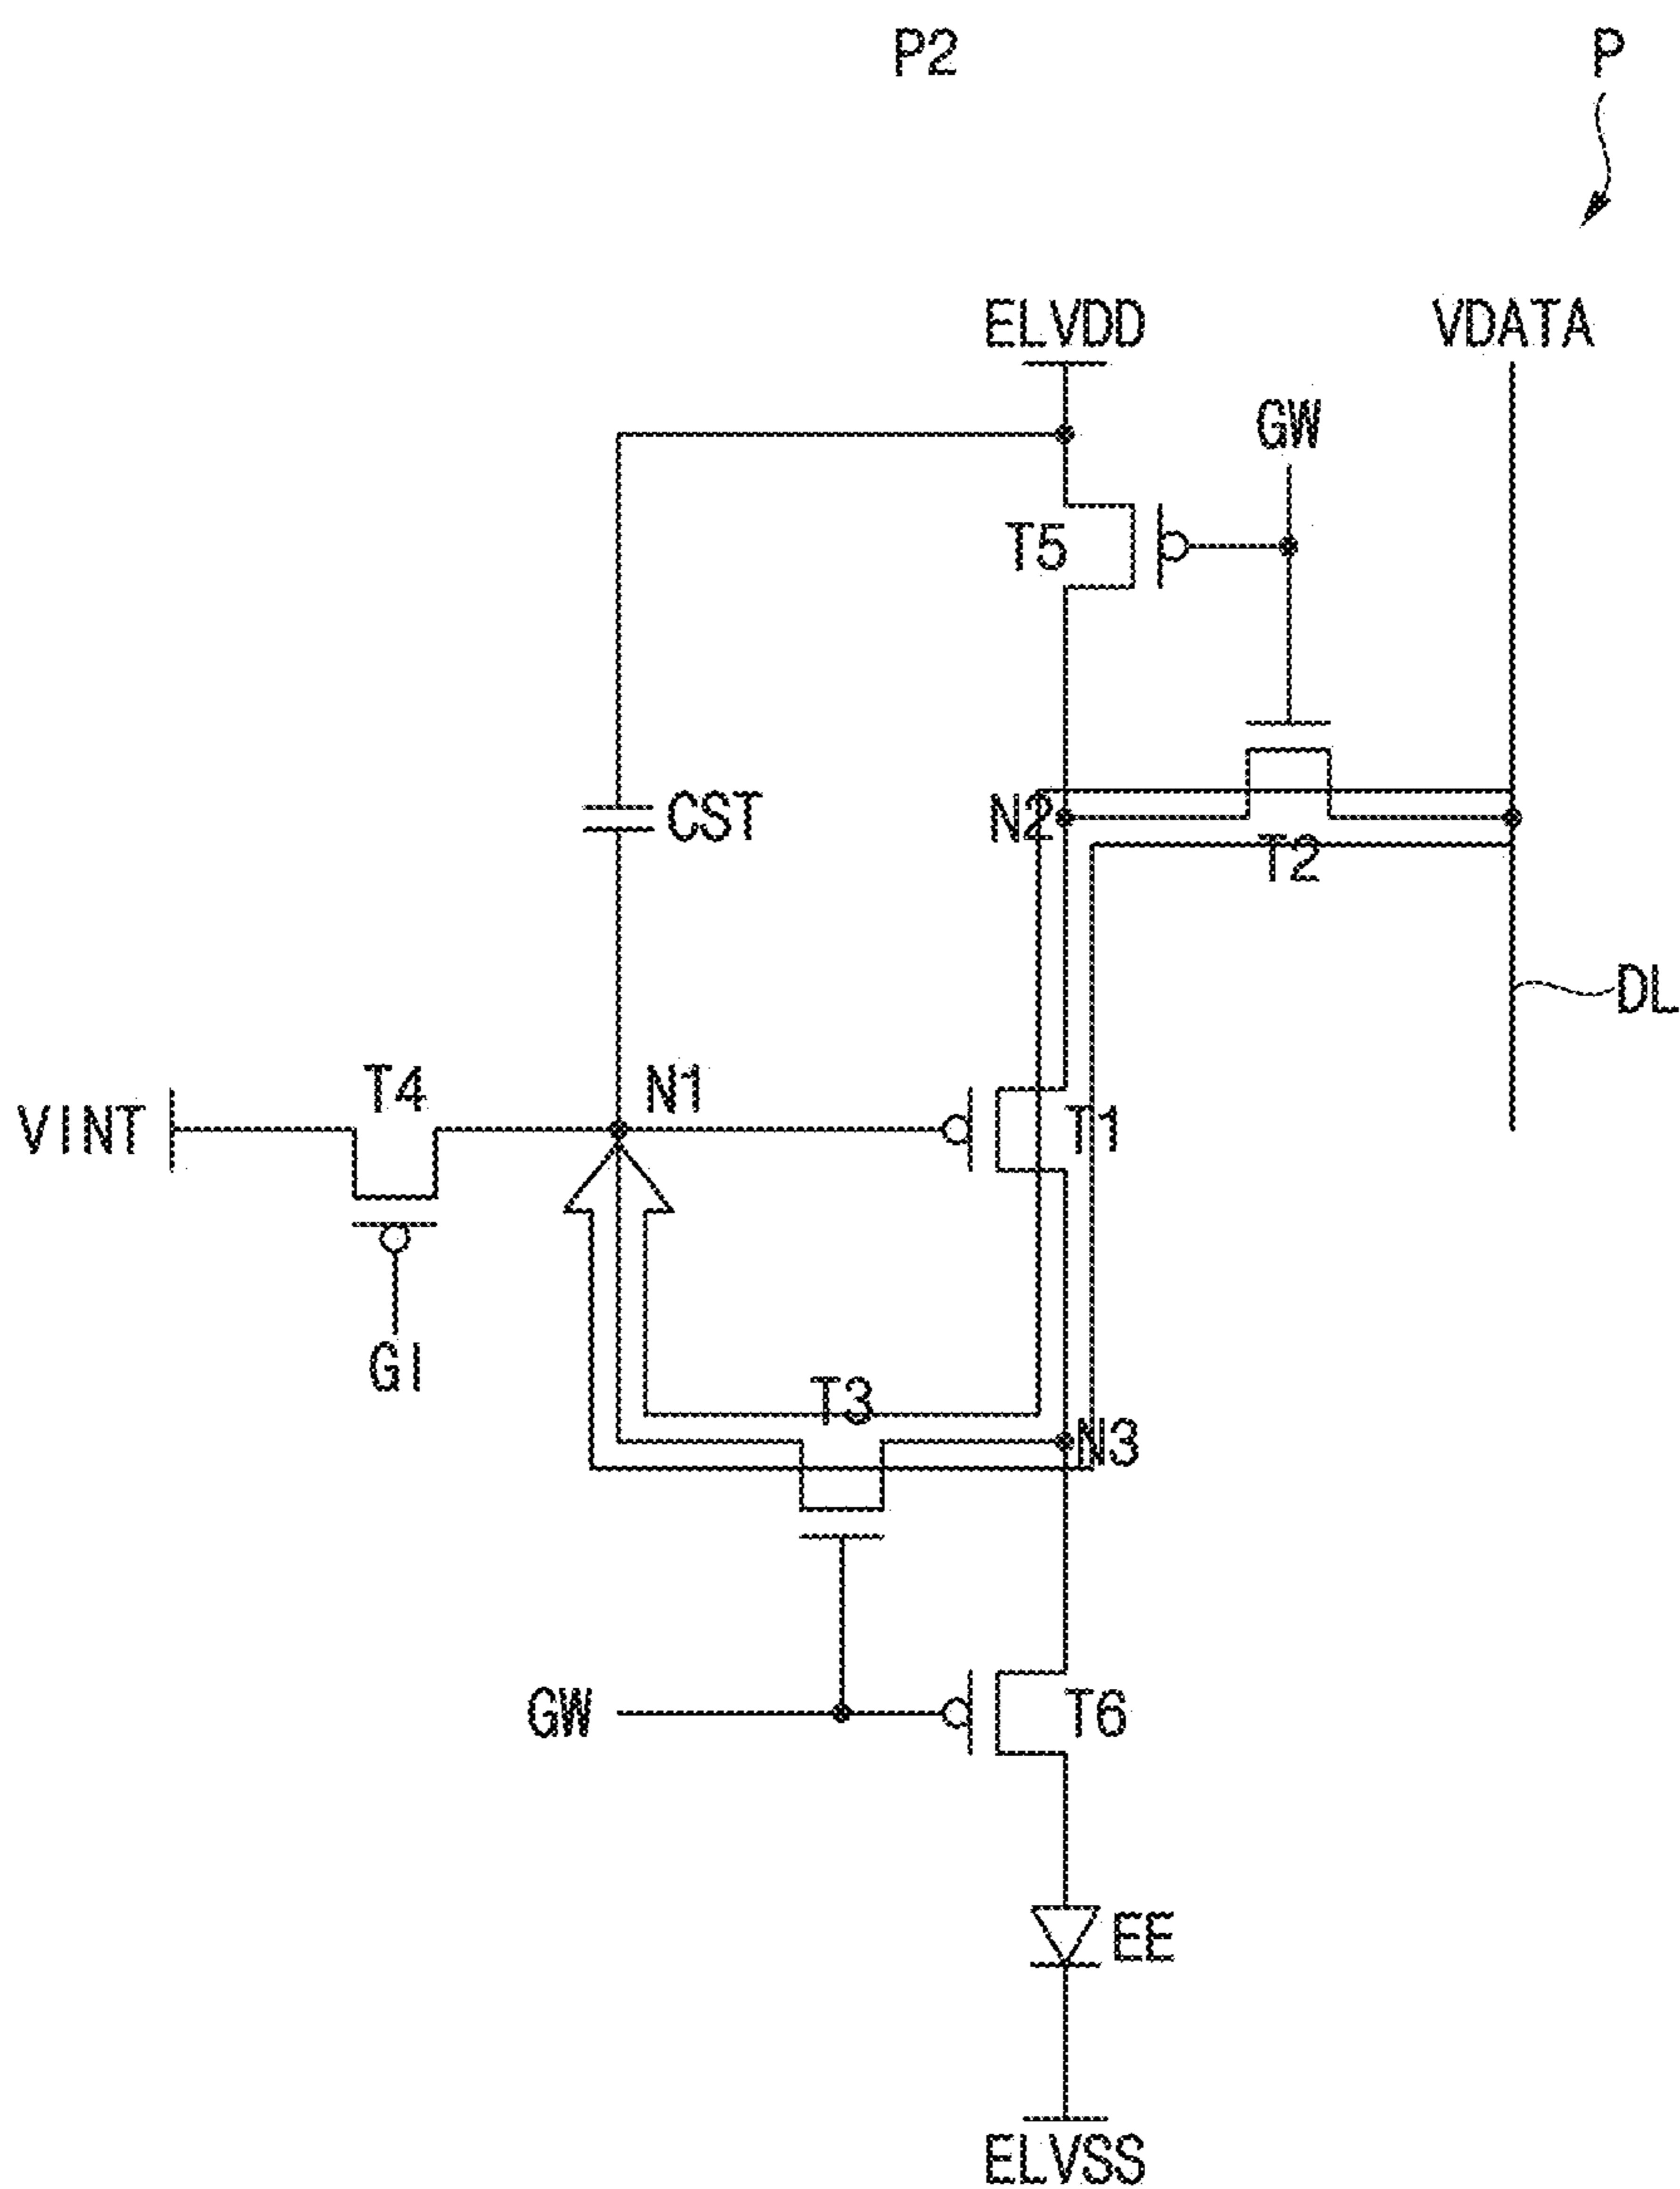 P2
P
ELVDD
VDATA
GW
T5
CST
N2
T2
DL
T4
N1
VINT
T1
GI
T3
N3
GW
T6
EE
ELVSS